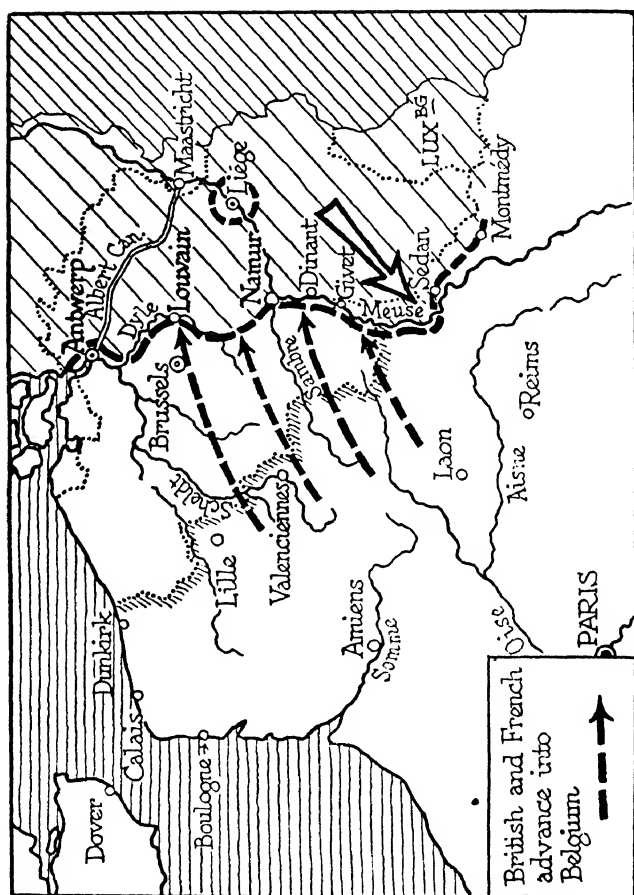 Dover
Calais
Dunkirk
Boulogne
Antwerp
Albert Can.
Maastricht
Dyle
Louvain
Liége
Brussels
Scheldt
Lille
Valenciennes
Namur
Dinant
Givet
Sambre
Meuse
LUX BG
Sedan
Montmédy
Amiens
Somme
Laon
Aisne
Reims
Oise
PARIS
British and French
advance into
Belgium